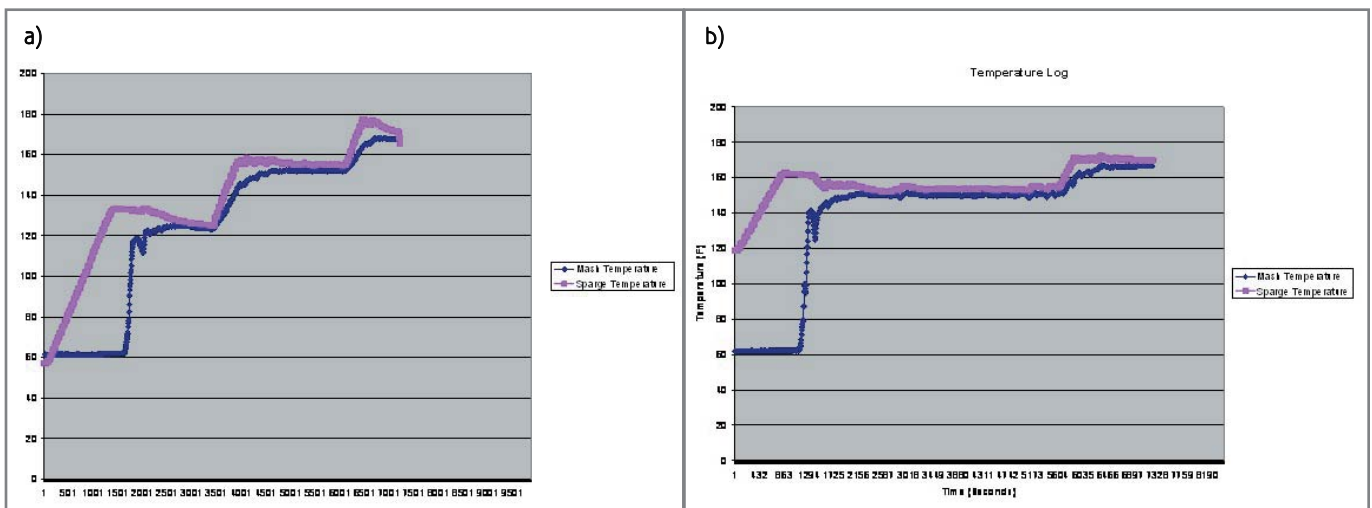 a)
200
180
160
140
120
100
80
60
40
20
0
1 501 1001 1501 2001 2501 3001 3501 4001 4501 5001 5501 6001 6501 7001 7501 8001 8501 9001 9501
Mash Temperature
Sparge Temperature
b)
Temperature Log
200
180
160
140
120
100
80
60
40
20
0
Temperature (F)
1 432 863 1294 1725 2156 2587 3018 3449 3880 4311 4742 5173 5604 6035 6466 6897 7328 7759 8190
Time (Seconds)
Mash Temperature
Sparge Temperature